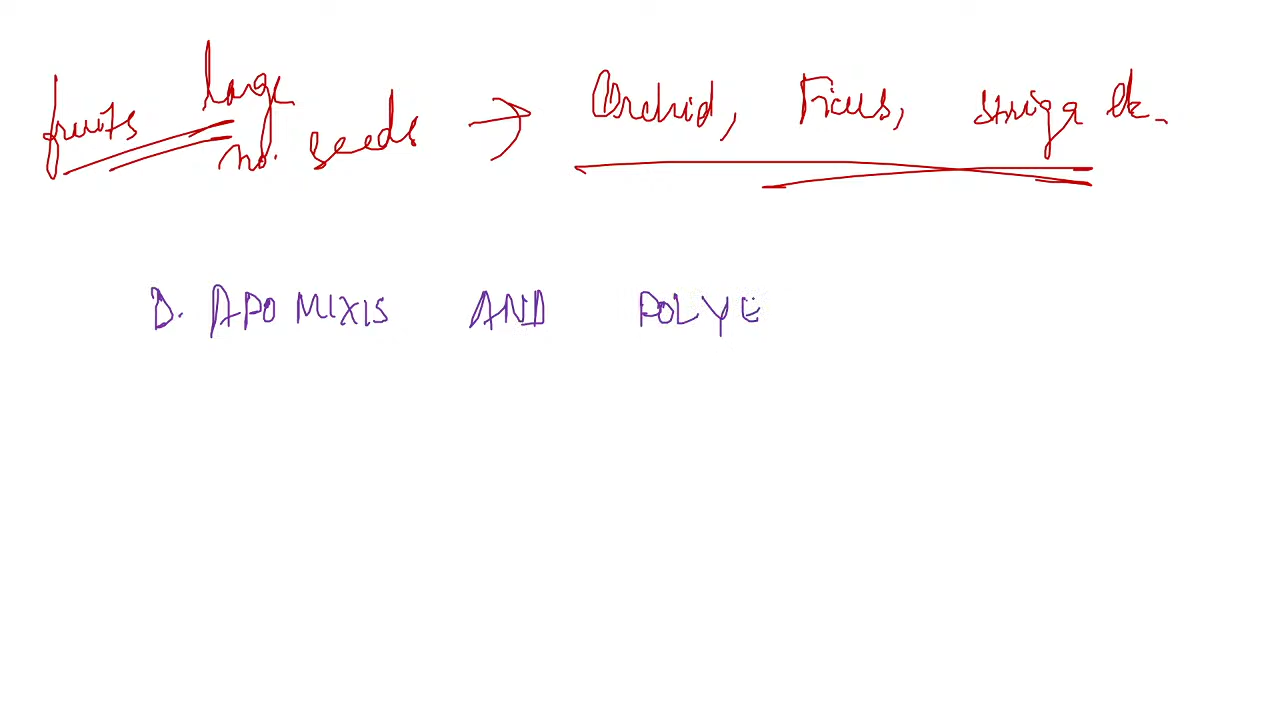 fruits large no. seeds → Orchid, Ficus, striga etc.
D. APOMIXIS AND POLYE